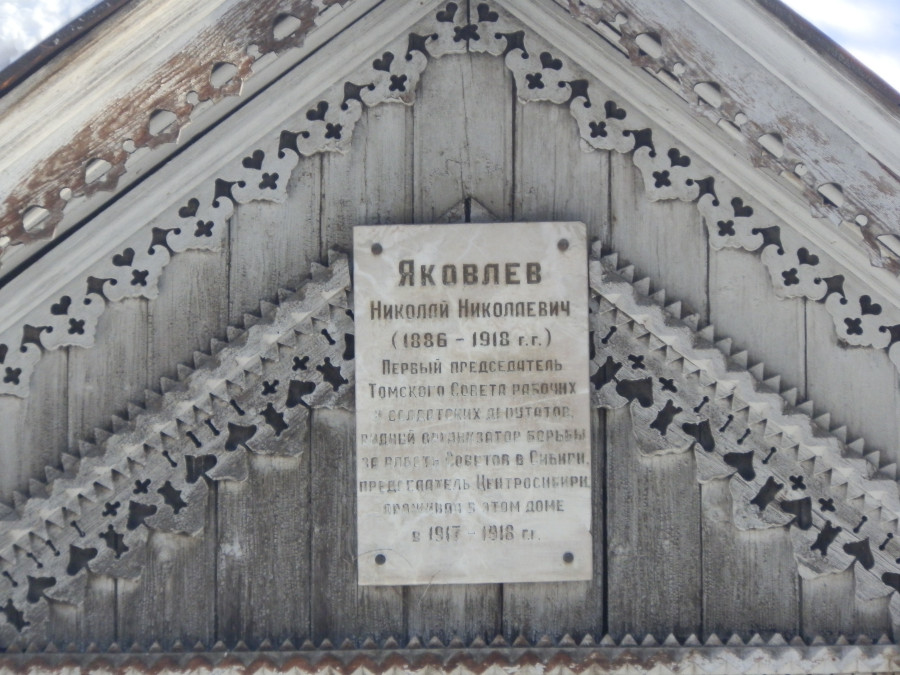 Яковлев
Николай Николаевич
(1886 - 1918 г.г.)
Первый председатель
Томского Совета рабочих
и солдатских депутатов,
видней организатор борьбы
за власть Советов в Сибири,
председатель Центросибири,
проживал в этом доме
в 1917 - 1918 г.г.